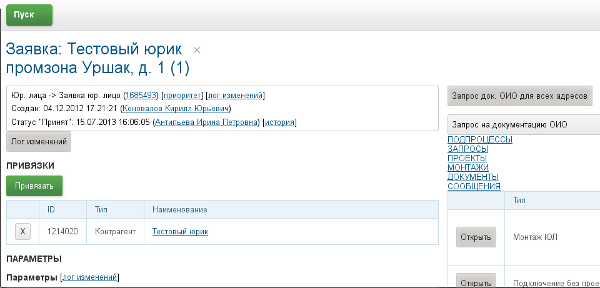 Пуск
Заявка: Тестовый юрик ×
промзона Уршак, д. 1 (1)
Юр. лица -> Заявка юр. лицо (1685493) [приоритет] [лог изменений]
Создан: 04.12.2012 17:21:21 (Коновалов Кирилл Юрьевич)
Статус "Принят": 15.07.2013 16:06:05 (Антипьева Ирина Петровна) [история]
Лог изменений
ПРИВЯЗКИ
Привязать
ID Тип Наименование
X 1214020 Контрагент Тестовый юрик
ПАРАМЕТРЫ
Параметры [лог изменений]
Запрос док. ОИО для всех адресов
Запрос на документацию ОИО
ПОДПРОЦЕССЫ
ЗАПРОСЫ
ПРОЕКТЫ
МОНТАЖИ
ДОКУМЕНТЫ
СООБЩЕНИЯ
Тип
Открыть Монтаж ЮЛ
Открыть Подключение без прое